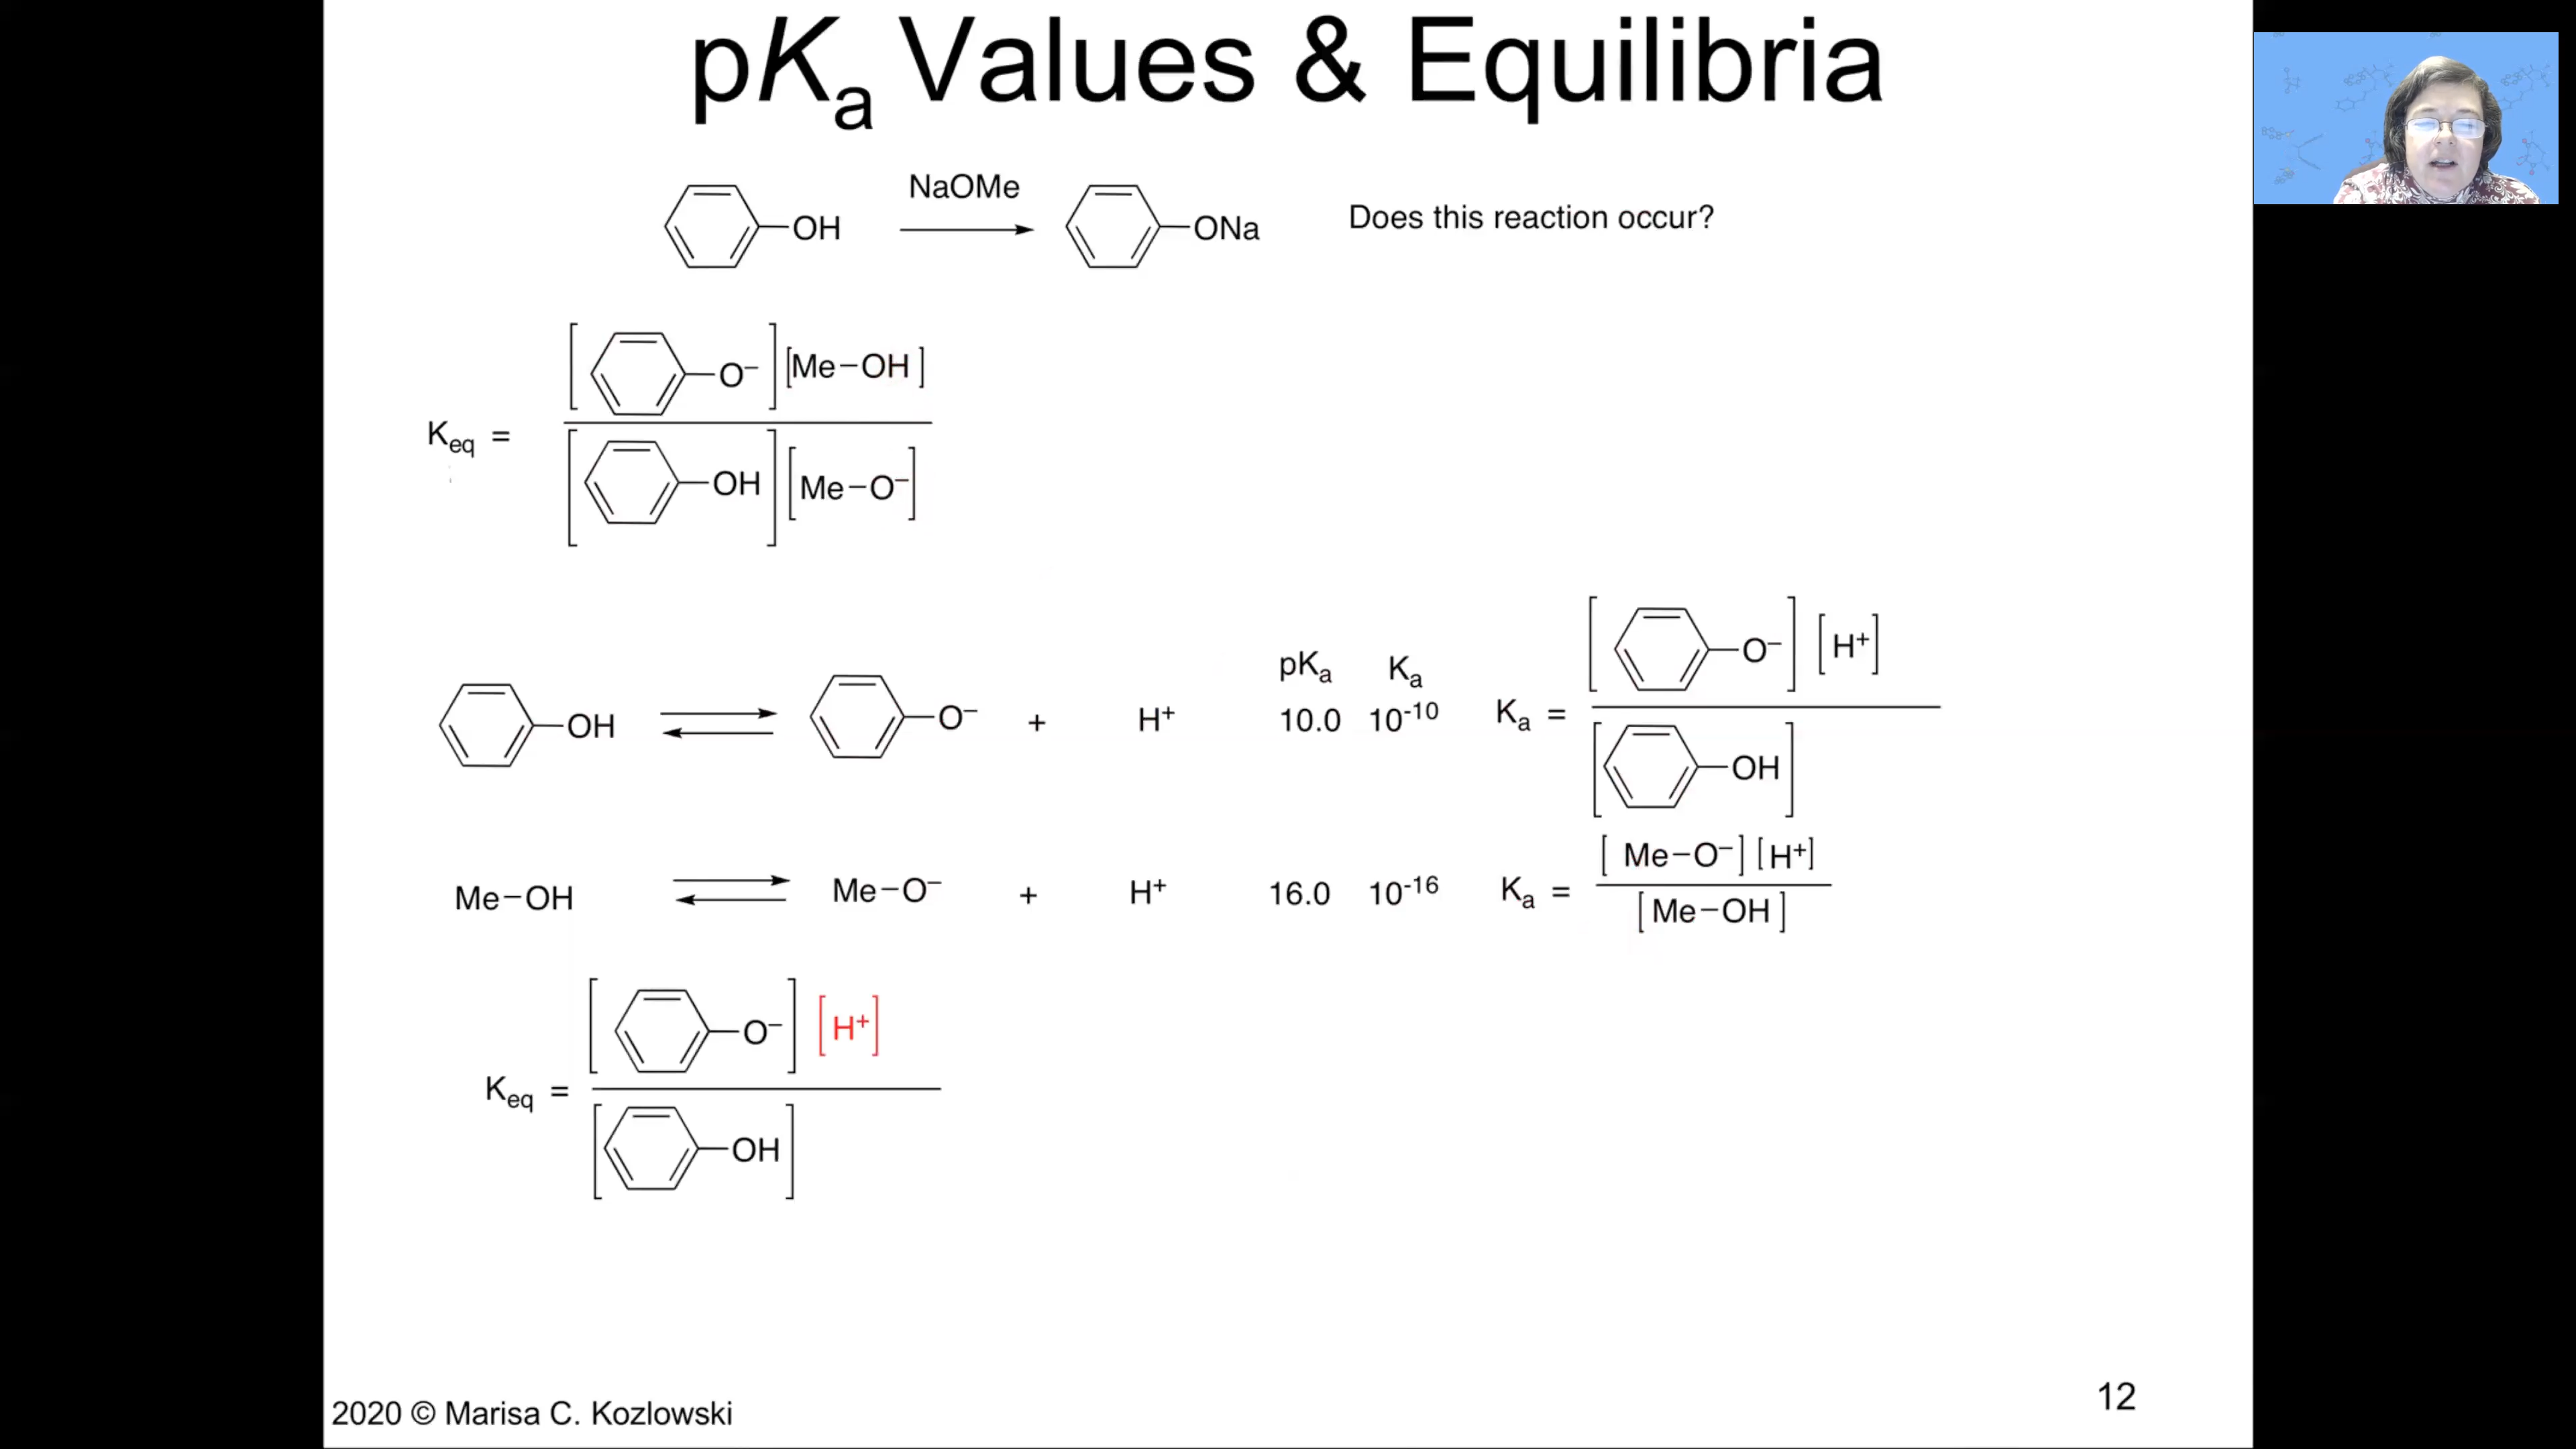 pKa Values & Equilibria
NaOMe
OH
ONa
Does this reaction occur?
Keq =
O–
[Me–OH]
OH
[Me–O–]
pKa Ka
OH
O– + H+ 10.0 10-10 Ka =
O– [H+]
OH
Me–OH Me–O– + H+ 16.0 10-16 Ka =
[Me–O–] [H+]
[Me–OH]
Keq =
O– [H+]
OH
2020 © Marisa C. Kozlowski
12